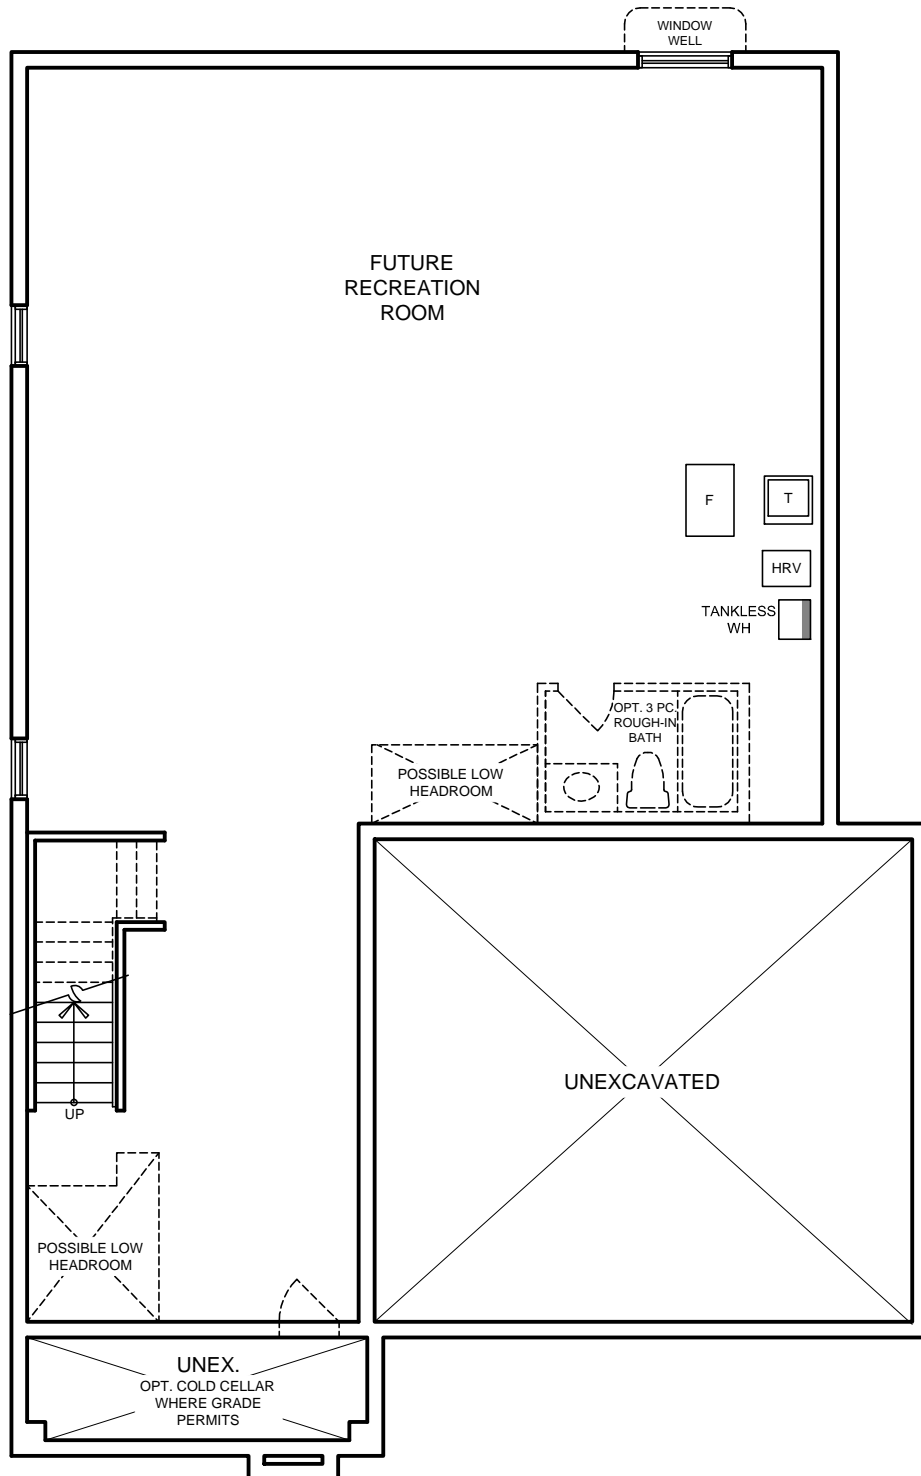 WINDOW
WELL
FUTURE
RECREATION
ROOM
F
T
HRV
TANKLESS
WH
OPT. 3 PC.
ROUGH-IN
BATH
POSSIBLE LOW
HEADROOM
UNEXCAVATED
UP
POSSIBLE LOW
HEADROOM
UNEX.
OPT. COLD CELLAR
WHERE GRADE
PERMITS